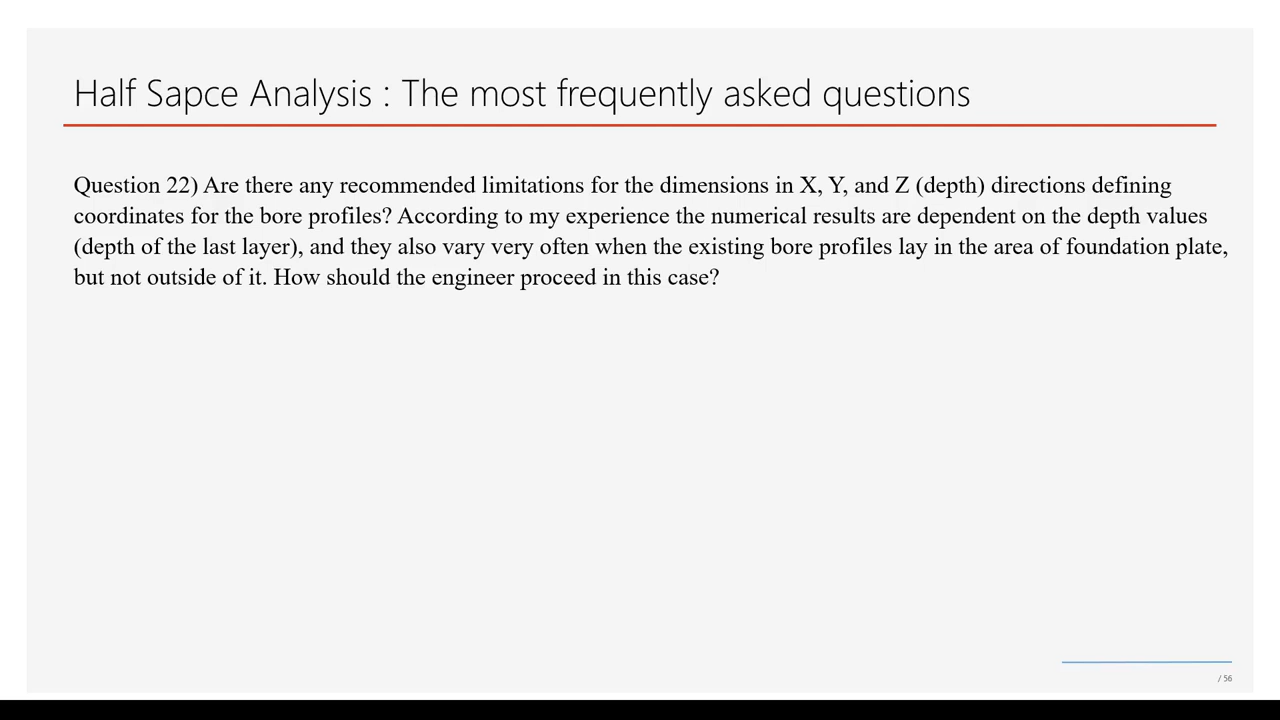 Half Sapce Analysis : The most frequently asked questions
Question 22) Are there any recommended limitations for the dimensions in X, Y, and Z (depth) directions defining
coordinates for the bore profiles? According to my experience the numerical results are dependent on the depth values
(depth of the last layer), and they also vary very often when the existing bore profiles lay in the area of foundation plate,
but not outside of it. How should the engineer proceed in this case?
/ 56